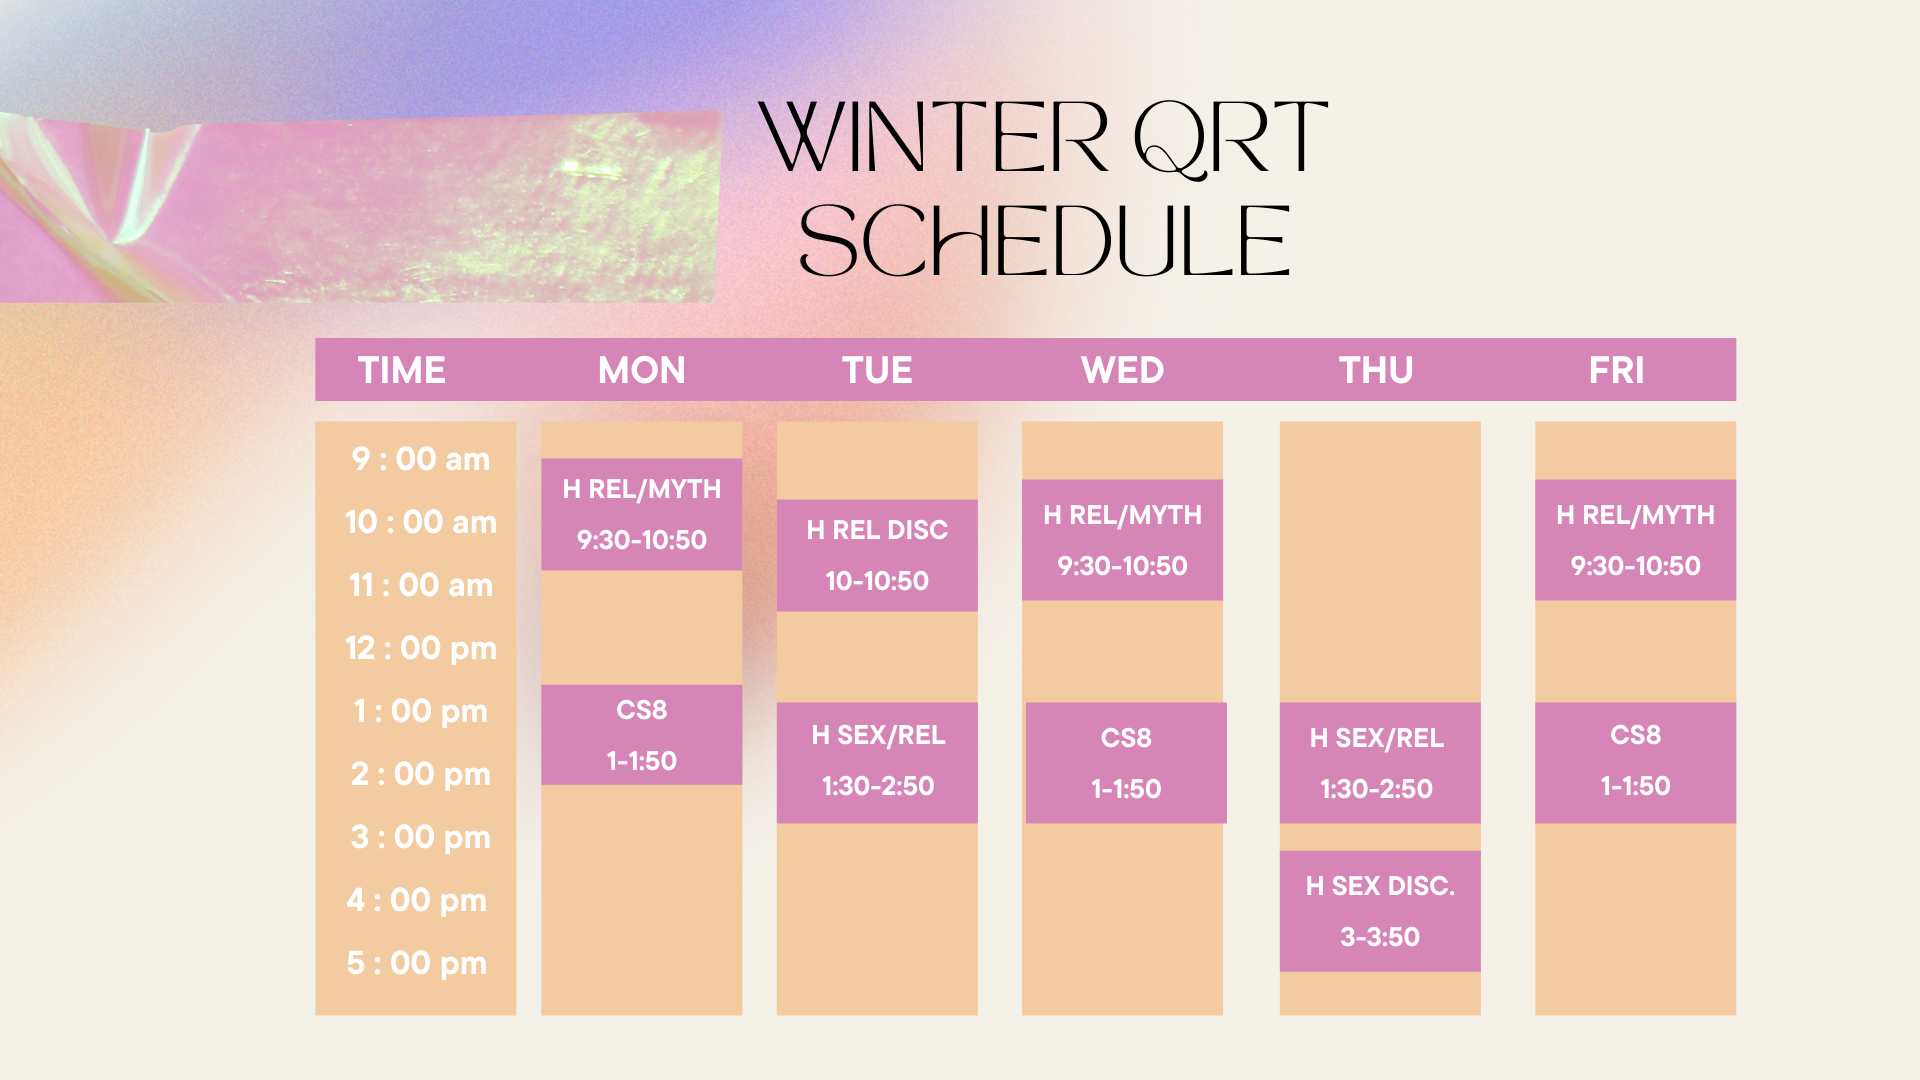 WINTER QRT
SCHEDULE
TIME MON TUE WED THU FRI
9 : 00 am
10 : 00 am
11 : 00 am
12 : 00 pm
1 : 00 pm
2 : 00 pm
3 : 00 pm
4 : 00 pm
5 : 00 pm
H REL/MYTH
9:30-10:50
CS8
1-1:50
H REL DISC
10-10:50
H SEX/REL
1:30-2:50
H REL/MYTH
9:30-10:50
CS8
1-1:50
H SEX/REL
1:30-2:50
H SEX DISC.
3-3:50
H REL/MYTH
9:30-10:50
CS8
1-1:50